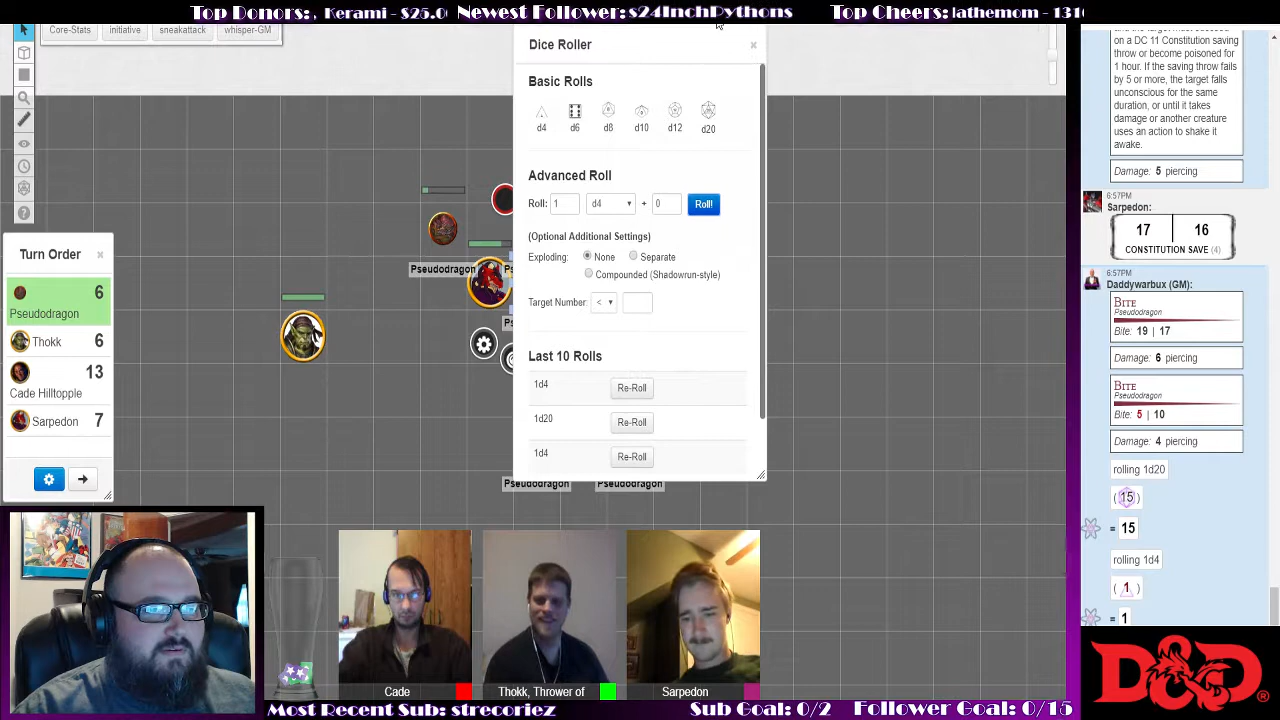 Top Donors: , Kerami - $25.0 Newest Follower: s24InchPythons Top Cheers: lathemom - 1310
Core-Stats Initiative sneakattack whisper-GM
Dice Roller ×
Basic Rolls
d4 d6 d8 d10 d12 d20
Advanced Roll
Roll: 1 d4 + 0 Roll!
(Optional Additional Settings)
Exploding: None Separate
Compounded (Shadowrun-style)
Target Number: <
Last 10 Rolls
1d4 Re-Roll
1d20 Re-Roll
1d4 Re-Roll
Pseudodragon
Pseudodragon Pseudodragon
Turn Order ×
6
Pseudodragon
Thokk 6
13
Cade Hilltopple
Sarpedon 7
on a DC 11 Constitution saving
throw or become poisoned for
1 hour. If the saving throw fails
by 5 or more, the target falls
unconscious for the same
duration, or until it takes
damage or another creature
uses an action to shake it
awake.
Damage: 5 piercing
6:57PM
Sarpedon:
17 16
CONSTITUTION SAVE (4)
6:57PM
Daddywarbux (GM):
Bite
Pseudodragon
Bite: 19 | 17
Damage: 6 piercing
Bite
Pseudodragon
Bite: 5 | 10
Damage: 4 piercing
rolling 1d20
(15)
= 15
rolling 1d4
(1)
= 1
Cade Thokk, Thrower of Sarpedon
D&D
Most Recent Sub: strecoriez Sub Goal: 0/2 Follower Goal: 0/15